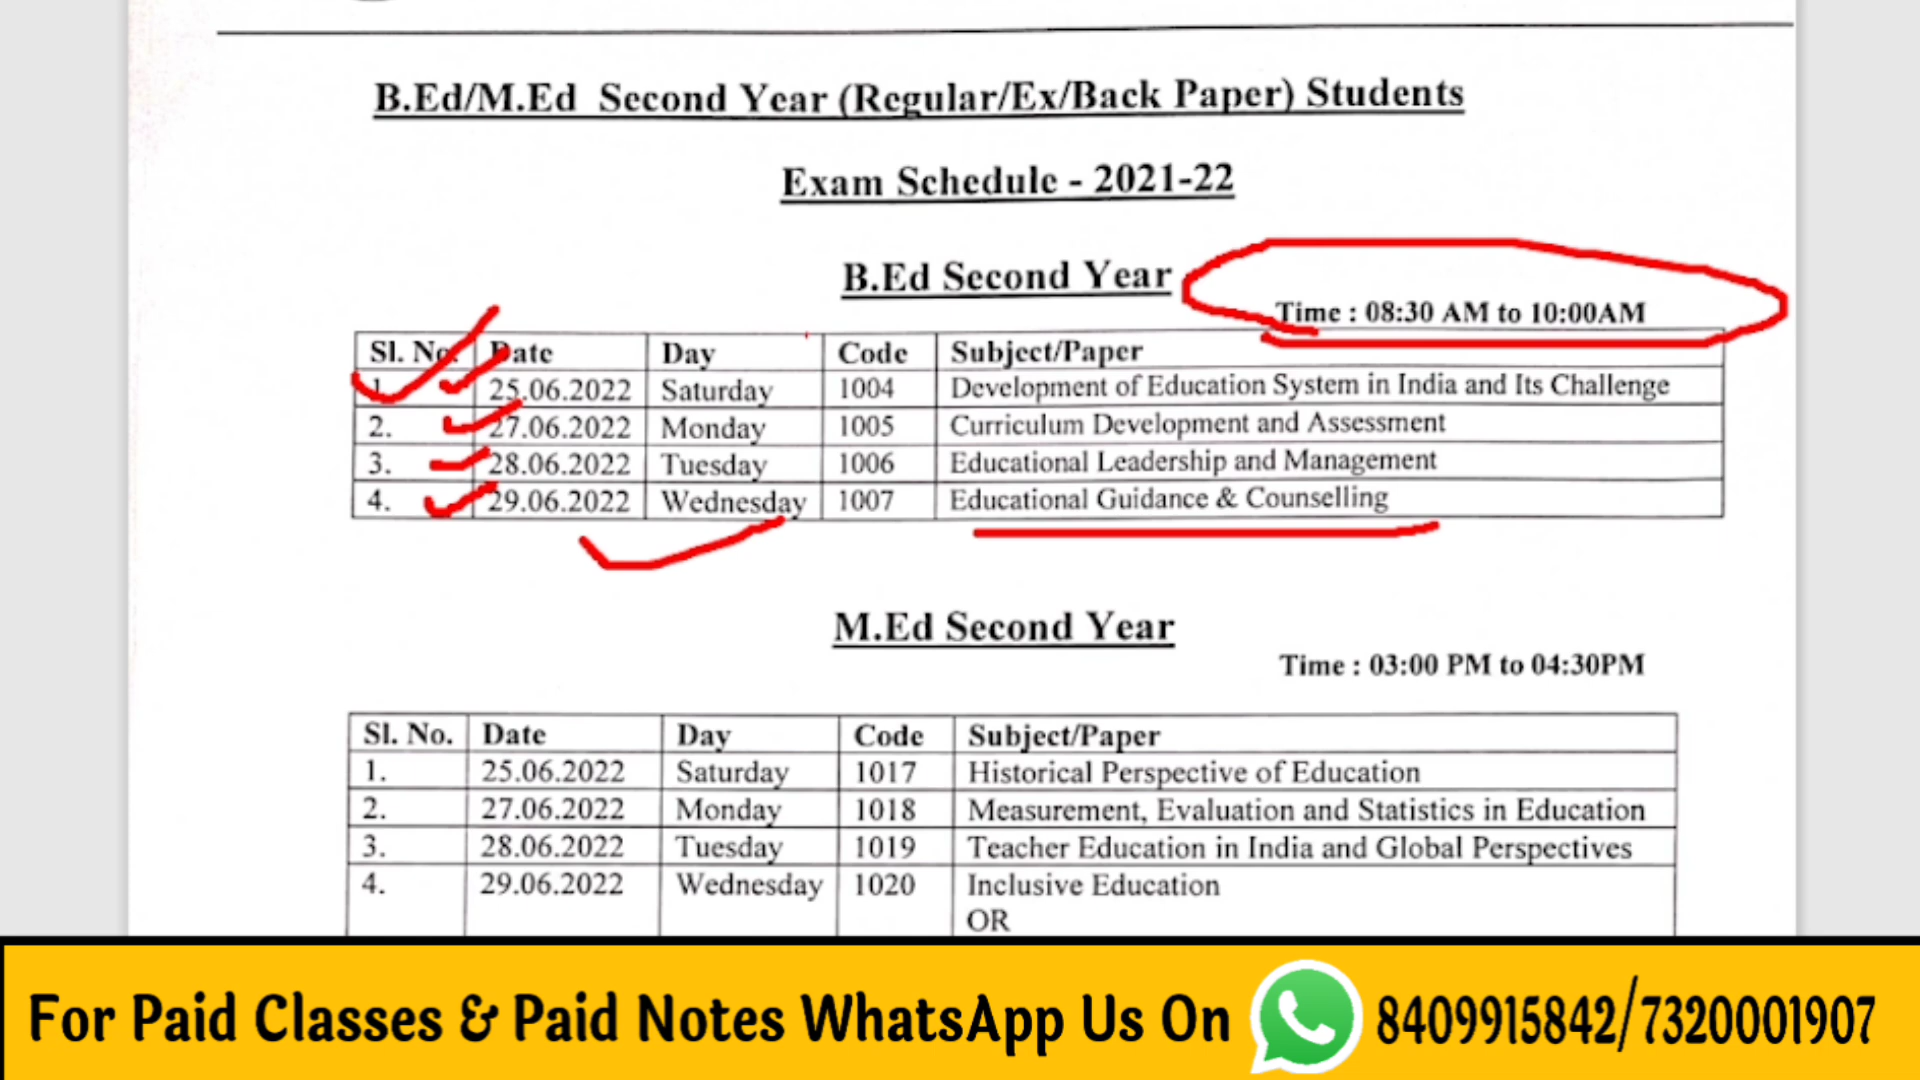 B.Ed/M.Ed Second Year (Regular/Ex/Back Paper) Students
Exam Schedule - 2021-22
B.Ed Second Year
Time : 08:30 AM to 10:00AM
Sl. No. Date Day Code Subject/Paper
1. 25.06.2022 Saturday 1004 Development of Education System in India and Its Challenge
2. 27.06.2022 Monday 1005 Curriculum Development and Assessment
3. 28.06.2022 Tuesday 1006 Educational Leadership and Management
4. 29.06.2022 Wednesday 1007 Educational Guidance & Counselling
M.Ed Second Year
Time : 03:00 PM to 04:30PM
Sl. No. Date Day Code Subject/Paper
1. 25.06.2022 Saturday 1017 Historical Perspective of Education
2. 27.06.2022 Monday 1018 Measurement, Evaluation and Statistics in Education
3. 28.06.2022 Tuesday 1019 Teacher Education in India and Global Perspectives
4. 29.06.2022 Wednesday 1020 Inclusive Education
OR
For Paid Classes & Paid Notes WhatsApp Us On 8409915842/7320001907